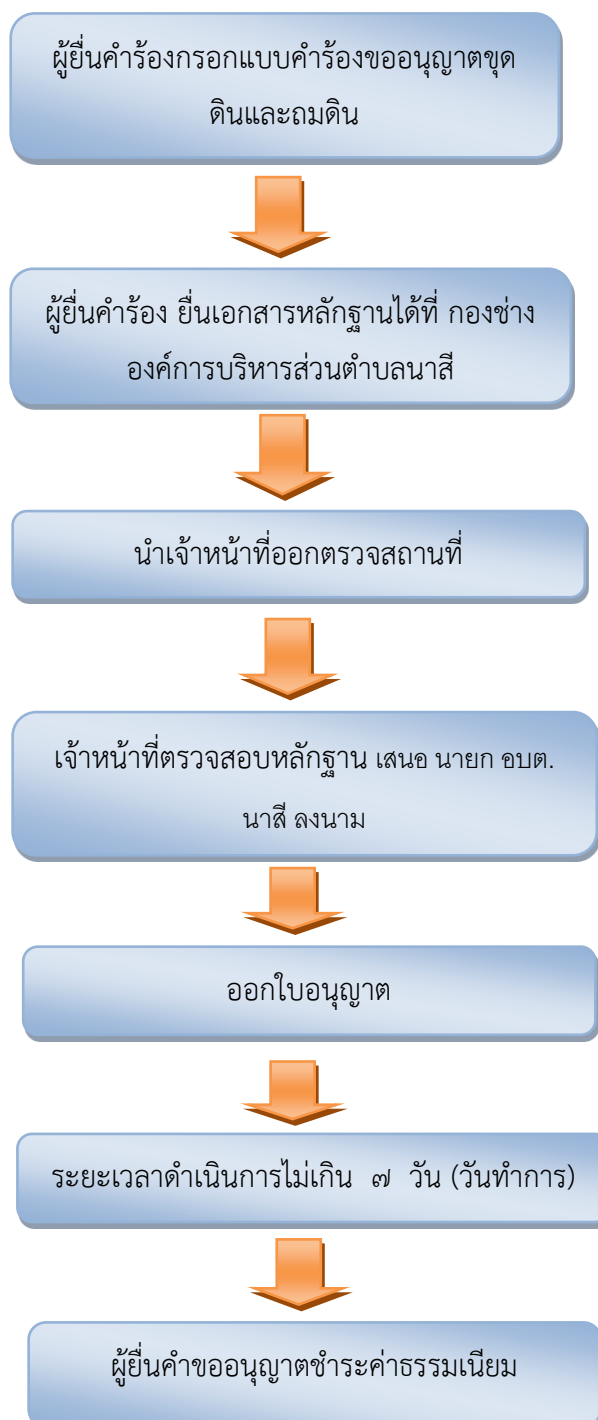 ผู้ยื่นคำร้องกรอกแบบคำร้องขออนุญาตขุด
ดินและถมดิน
ผู้ยื่นคำร้อง ยื่นเอกสารหลักฐานได้ที่ กองช่าง
องค์การบริหารส่วนตำบลนาสี
นำเจ้าหน้าที่ออกตรวจสถานที่
เจ้าหน้าที่ตรวจสอบหลักฐาน เสนอ นายก อบต.
นาสี ลงนาม
ออกใบอนุญาต
ระยะเวลาดำเนินการไม่เกิน ๗ วัน (วันทำการ)
ผู้ยื่นคำขออนุญาตชำระค่าธรรมเนียม